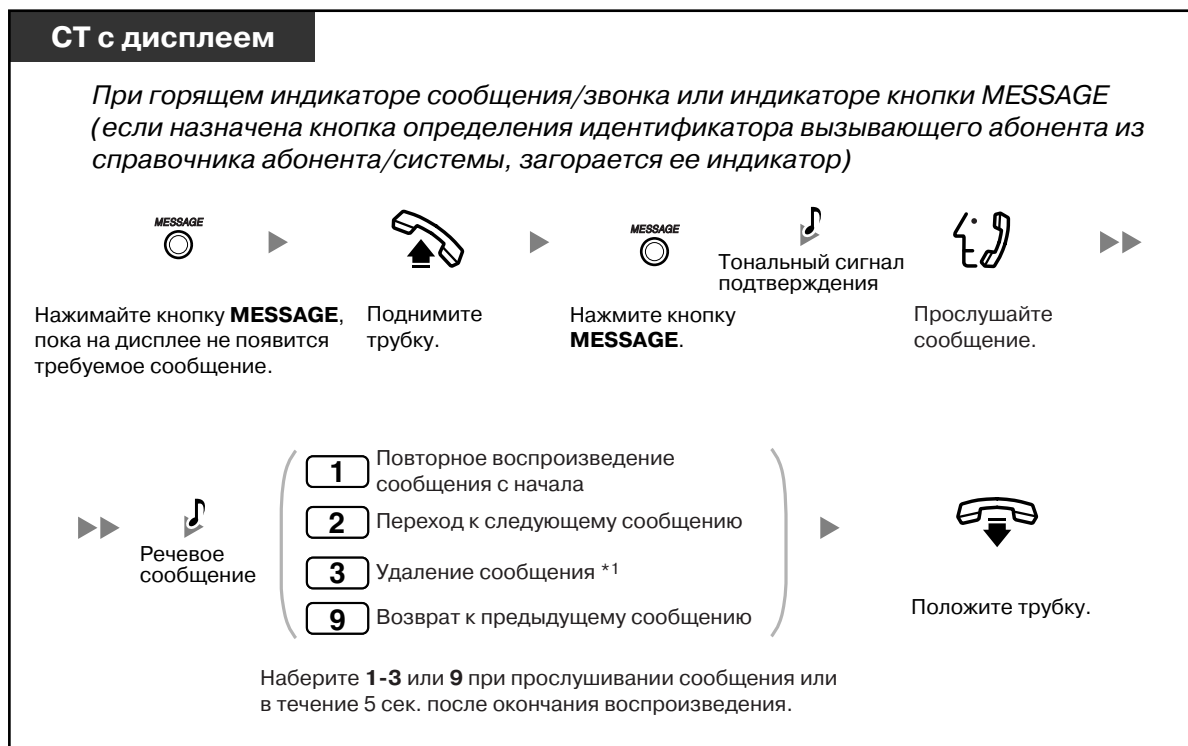 СТ с дисплеем
При горящем индикаторе сообщения/звонка или индикаторе кнопки MESSAGE
(если назначена кнопка определения идентификатора вызывающего абонента из
справочника абонента/системы, загорается ее индикатор)
MESSAGE
Нажимайте кнопку MESSAGE,
пока на дисплее не появится
требуемое сообщение.
Поднимите
трубку.
MESSAGE
Нажмите кнопку
MESSAGE.
Тональный сигнал
подтверждения
Прослушайте
сообщение.
Речевое
сообщение
1 Повторное воспроизведение
сообщения с начала
2 Переход к следующему сообщению
3 Удаление сообщения *1
9 Возврат к предыдущему сообщению
Положите трубку.
Наберите 1-3 или 9 при прослушивании сообщения или
в течение 5 сек. после окончания воспроизведения.